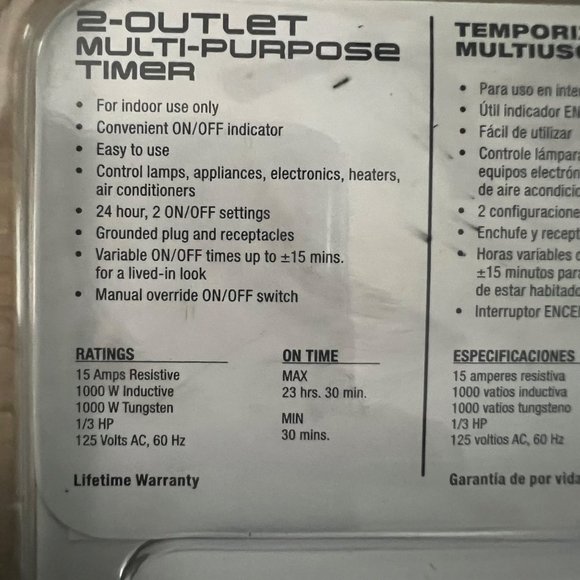 2-OUTLET
MULTI-PURPOSE
TIMER
• For indoor use only
• Convenient ON/OFF indicator
• Easy to use
• Control lamps, appliances, electronics, heaters,
air conditioners
• 24 hour, 2 ON/OFF settings
• Grounded plug and receptacles
• Variable ON/OFF times up to ±15 mins.
for a lived-in look
• Manual override ON/OFF switch
RATINGS
15 Amps Resistive
1000 W Inductive
1000 W Tungsten
1/3 HP
125 Volts AC, 60 Hz
ON TIME
MAX
23 hrs. 30 min.
MIN
30 mins.
Lifetime Warranty
TEMPORI
MULTIUSO
• Para uso en inte
• Útil indicador EN
• Fácil de utilizar
• Controle lámpar
equipos electrón
de aire acondici
• 2 configuracione
• Enchufe y recept
• Horas variables
±15 minutos par
de estar habitad
• Interruptor ENCE
ESPECIFICACIONES
15 amperes resistiva
1000 vatios inductiva
1000 vatios tungsteno
1/3 HP
125 voltios AC, 60 Hz
Garantía de por vida